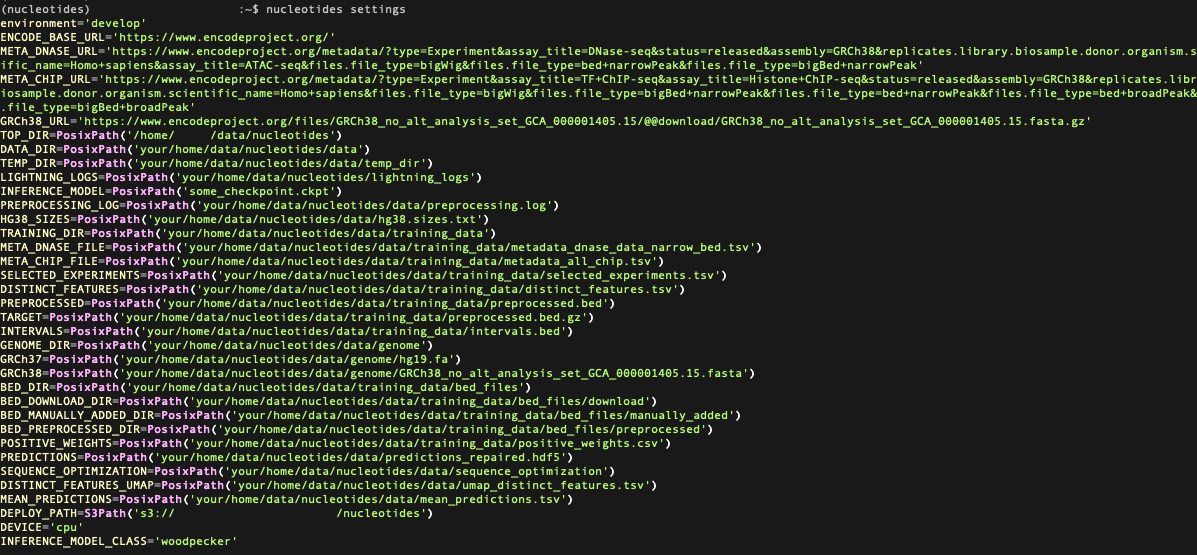 (nucleotides) :~$ nucleotides settings
environment='develop'
ENCODE_BASE_URL='https://www.encodeproject.org/'
META_DNASE_URL='https://www.encodeproject.org/metadata/?type=Experiment&assay_title=DNase-seq&status=released&assembly=GRCh38&replicates.library.biosample.donor.organism.s
ific_name=Homo+sapiens&assay_title=ATAC-seq&files.file_type=bigWig&files.file_type=bed+narrowPeak&files.file_type=bigBed+narrowPeak'
META_CHIP_URL='https://www.encodeproject.org/metadata/?type=Experiment&assay_title=TF+ChIP-seq&assay_title=Histone+ChIP-seq&status=released&assembly=GRCh38&replicates.libr
iosample.donor.organism.scientific_name=Homo+sapiens&files.file_type=bigWig&files.file_type=bigBed+narrowPeak&files.file_type=bed+narrowPeak&files.file_type=bed+broadPeak&
.file_type=bigBed+broadPeak'
GRCh38_URL='https://www.encodeproject.org/files/GRCh38_no_alt_analysis_set_GCA_000001405.15/@@download/GRCh38_no_alt_analysis_set_GCA_000001405.15.fasta.gz'
TOP_DIR=PosixPath('/home/ /data/nucleotides')
DATA_DIR=PosixPath('your/home/data/nucleotides/data')
TEMP_DIR=PosixPath('your/home/data/nucleotides/data/temp_dir')
LIGHTNING_LOGS=PosixPath('your/home/data/nucleotides/lightning_logs')
INFERENCE_MODEL=PosixPath('some_checkpoint.ckpt')
PREPROCESSING_LOG=PosixPath('your/home/data/nucleotides/data/preprocessing.log')
HG38_SIZES=PosixPath('your/home/data/nucleotides/data/hg38.sizes.txt')
TRAINING_DIR=PosixPath('your/home/data/nucleotides/data/training_data')
META_DNASE_FILE=PosixPath('your/home/data/nucleotides/data/training_data/metadata_dnase_data_narrow_bed.tsv')
META_CHIP_FILE=PosixPath('your/home/data/nucleotides/data/training_data/metadata_all_chip.tsv')
SELECTED_EXPERIMENTS=PosixPath('your/home/data/nucleotides/data/training_data/selected_experiments.tsv')
DISTINCT_FEATURES=PosixPath('your/home/data/nucleotides/data/training_data/distinct_features.tsv')
PREPROCESSED=PosixPath('your/home/data/nucleotides/data/training_data/preprocessed.bed')
TARGET=PosixPath('your/home/data/nucleotides/data/training_data/preprocessed.bed.gz')
INTERVALS=PosixPath('your/home/data/nucleotides/data/training_data/intervals.bed')
GENOME_DIR=PosixPath('your/home/data/nucleotides/data/genome')
GRCh37=PosixPath('your/home/data/nucleotides/data/genome/hg19.fa')
GRCh38=PosixPath('your/home/data/nucleotides/data/genome/GRCh38_no_alt_analysis_set_GCA_000001405.15.fasta')
BED_DIR=PosixPath('your/home/data/nucleotides/data/training_data/bed_files')
BED_DOWNLOAD_DIR=PosixPath('your/home/data/nucleotides/data/training_data/bed_files/download')
BED_MANUALLY_ADDED_DIR=PosixPath('your/home/data/nucleotides/data/training_data/bed_files/manually_added')
BED_PREPROCESSED_DIR=PosixPath('your/home/data/nucleotides/data/training_data/bed_files/preprocessed')
POSITIVE_WEIGHTS=PosixPath('your/home/data/nucleotides/data/training_data/positive_weights.csv')
PREDICTIONS=PosixPath('your/home/data/nucleotides/data/predictions_repaired.hdf5')
SEQUENCE_OPTIMIZATION=PosixPath('your/home/data/nucleotides/data/sequence_optimization')
DISTINCT_FEATURES_UMAP=PosixPath('your/home/data/nucleotides/data/umap_distinct_features.tsv')
MEAN_PREDICTIONS=PosixPath('your/home/data/nucleotides/data/mean_predictions.tsv')
DEPLOY_PATH=S3Path('s3:// /nucleotides')
DEVICE='cpu'
INFERENCE_MODEL_CLASS='woodpecker'